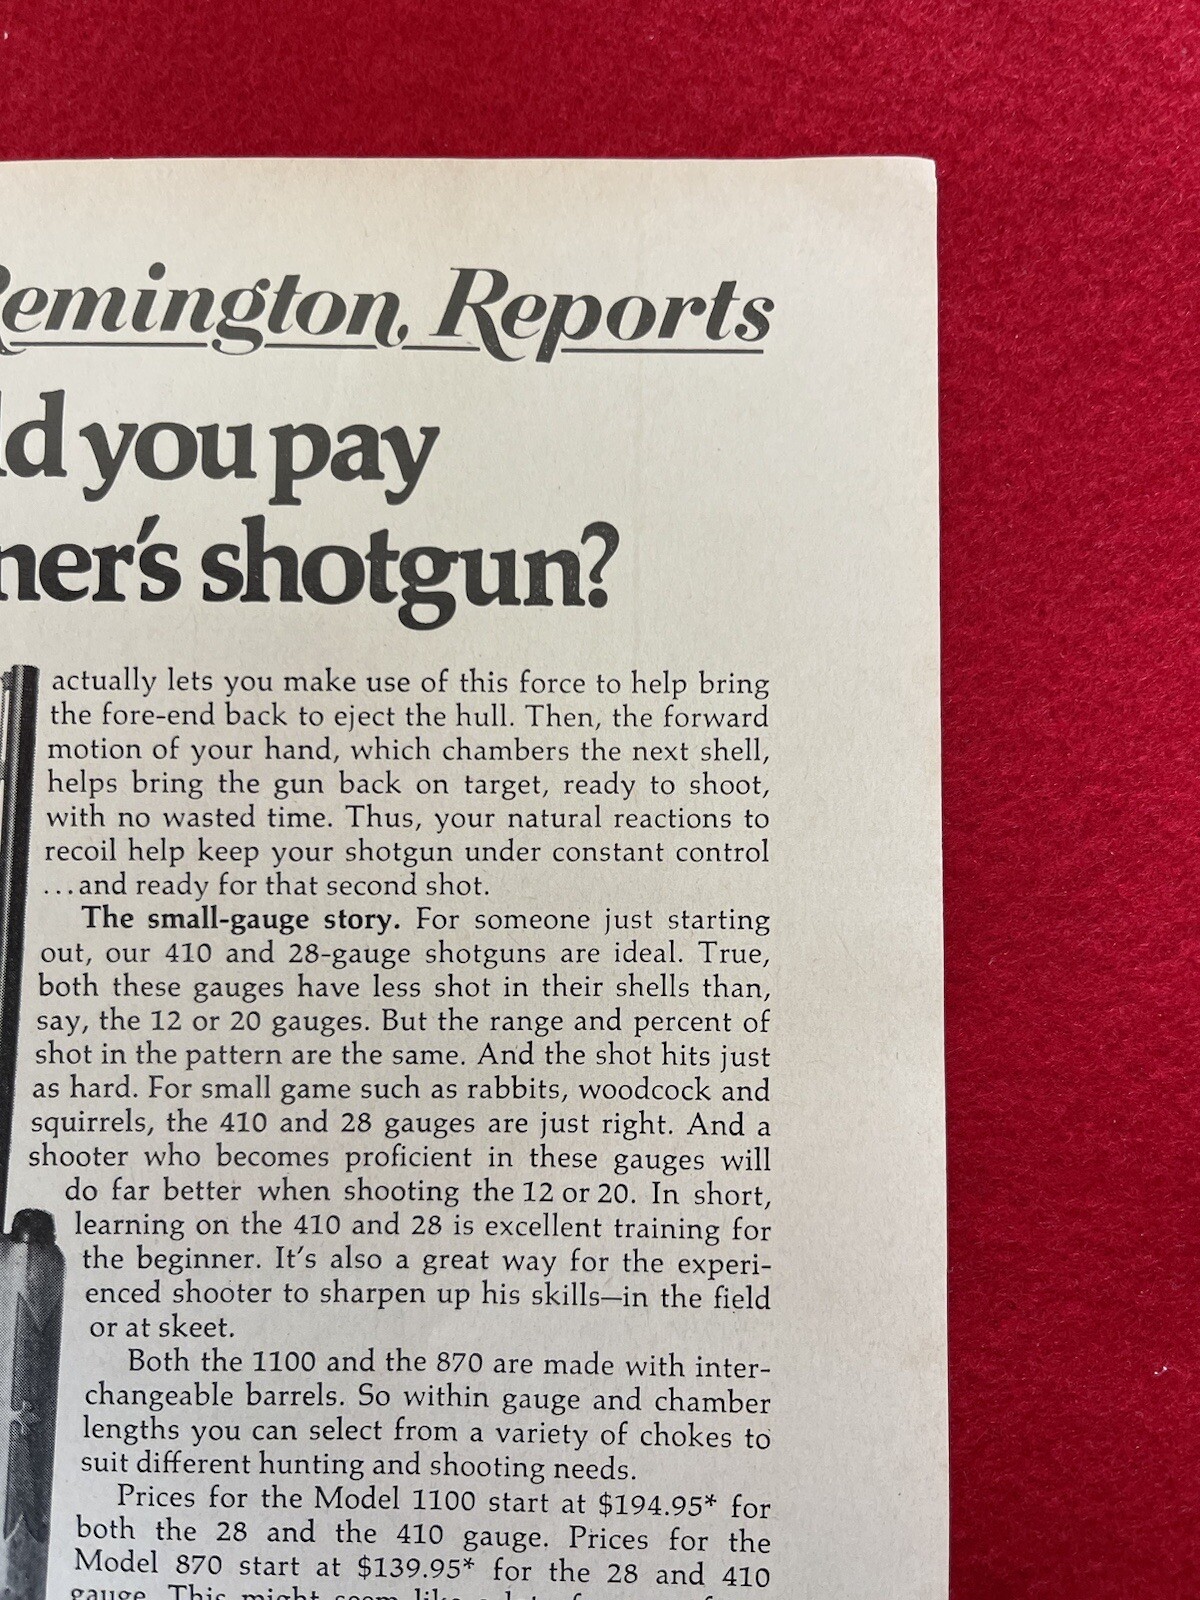 Remington, Reports
you pay
shotgun?
actually lets you make use of this force to help bring
the fore-end back to eject the hull. Then, the forward
motion of your hand, which chambers the next shell,
helps bring the gun back on target, ready to shoot,
with no wasted time. Thus, your natural reactions to
recoil help keep your shotgun under constant control
...and ready for that second shot.
The small-gauge story. For someone just starting
out, our 410 and 28-gauge shotguns are ideal. True,
both these gauges have less shot in their shells than,
say, the 12 or 20 gauges. But the range and percent of
shot in the pattern are the same. And the shot hits just
as hard. For small game such as rabbits, woodcock and
squirrels, the 410 and 28 gauges are just right. And a
shooter who becomes proficient in these gauges will
do far better when shooting the 12 or 20. In short,
learning on the 410 and 28 is excellent training for
the beginner. It's also a great way for the experi-
enced shooter to sharpen up his skills—in the field
or at skeet.
Both the 1100 and the 870 are made with inter-
changeable barrels. So within gauge and chamber
lengths you can select from a variety of chokes to
suit different hunting and shooting needs.
Prices for the Model 1100 start at $194.95* for
both the 28 and the 410 gauge. Prices for the
Model 870 start at $139.95* for the 28 and 410
gauge. This might seem like a lot